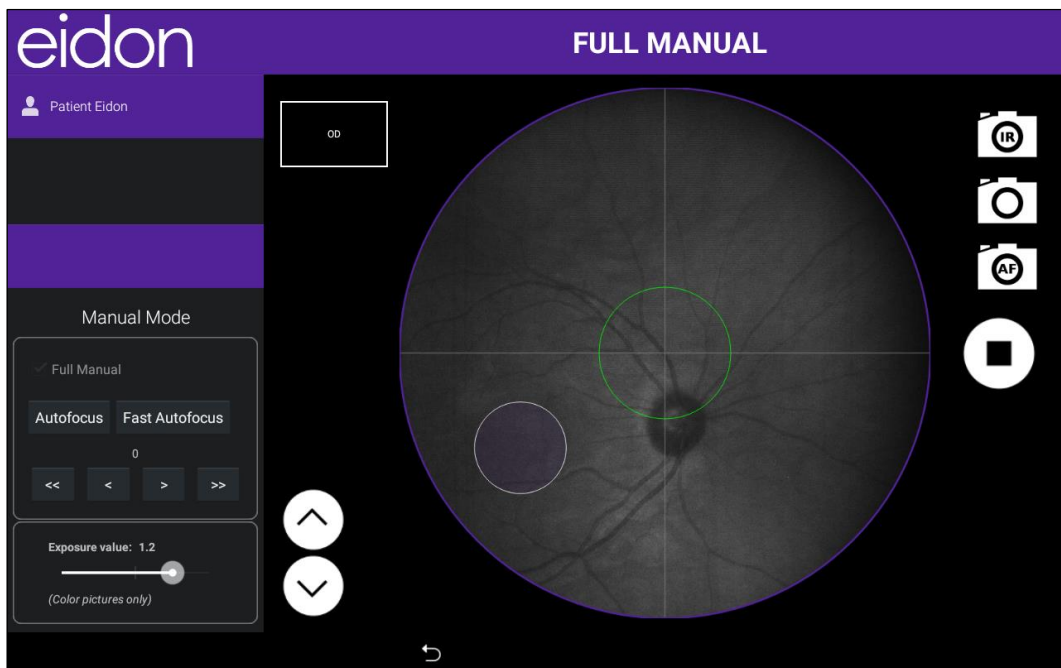 eidon
FULL MANUAL
Patient Eidon
OD
IR
AF
Manual Mode
Full Manual
Autofocus
Fast Autofocus
0
<<
<
>
>>
Exposure value: 1.2
(Color pictures only)